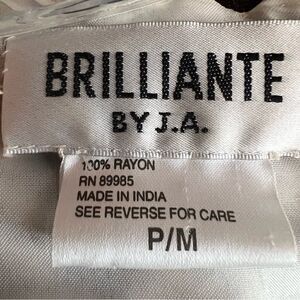 BRILLIANTE
BY J.A.
100% RAYON
RN 89985
MADE IN INDIA
SEE REVERSE FOR CARE
P/M